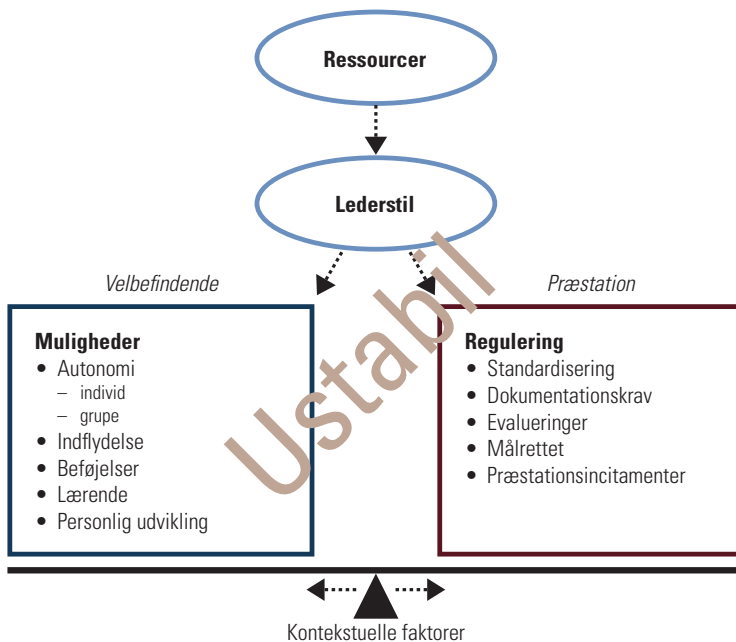 Ressourcer
Lederstil
Velbefindende
Præstation
Ustabil
Muligheder
• Autonomi
– individ
– grupe
• Indflydelse
• Beføjelser
• Lærende
• Personlig udvikling
Regulering
• Standardisering
• Dokumentationskrav
• Evalueringer
• Målrettet
• Præstationsincitamenter
Kontekstuelle faktorer